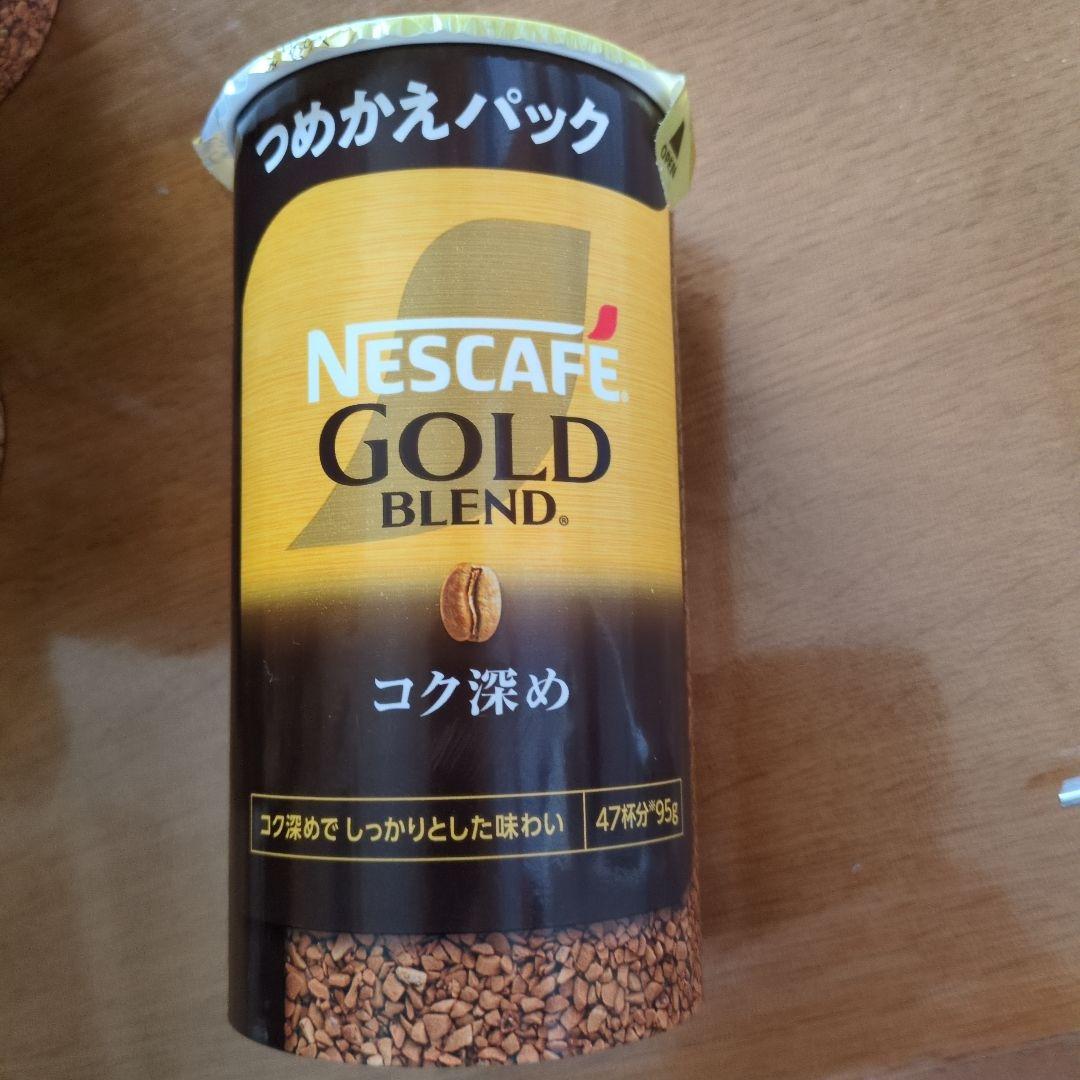 つめかえパック
OPEN
NESCAFÉ®
GOLD
BLEND®
コク深め
コク深めで しっかりとした味わい
47杯分※95g